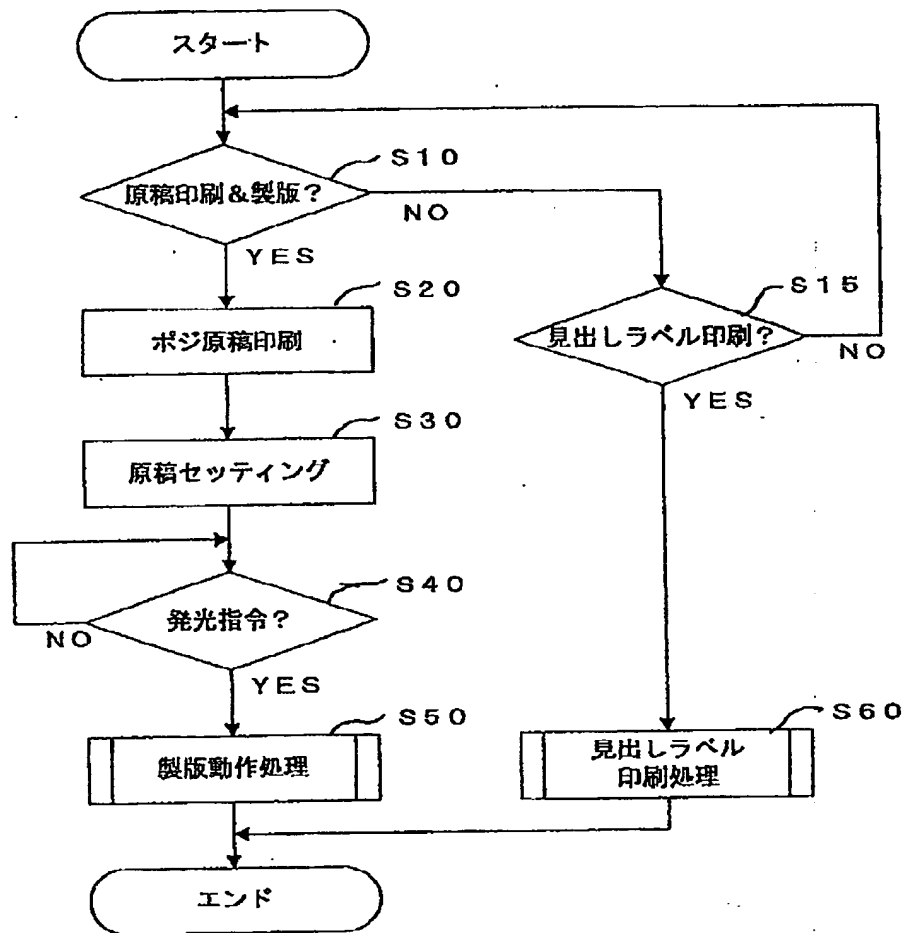 スタート
S10
原稿印刷&製版?
NO
YES
S20
S15
ポジ原稿印刷
見出しラベル印刷?
NO
YES
S30
原稿セッティング
S40
発光指令?
NO
YES
S50
S60
製版動作処理
見出しラベル
印刷処理
エンド